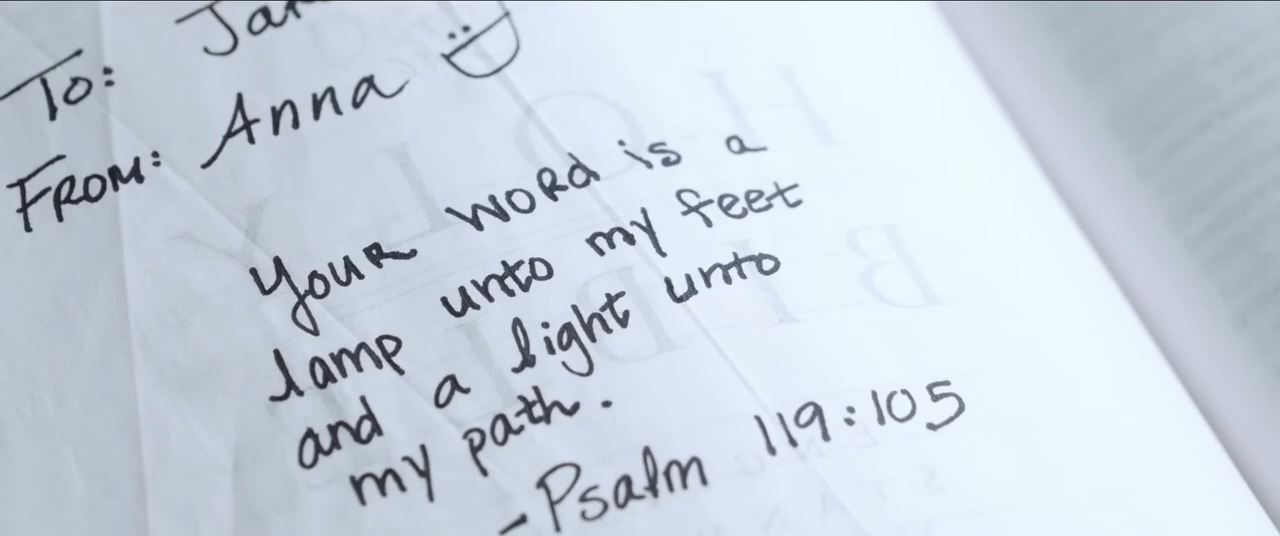 To:
FROM: Anna
Your word is a
lamp unto my feet
and a light unto
my path.
-Psalm 119:105